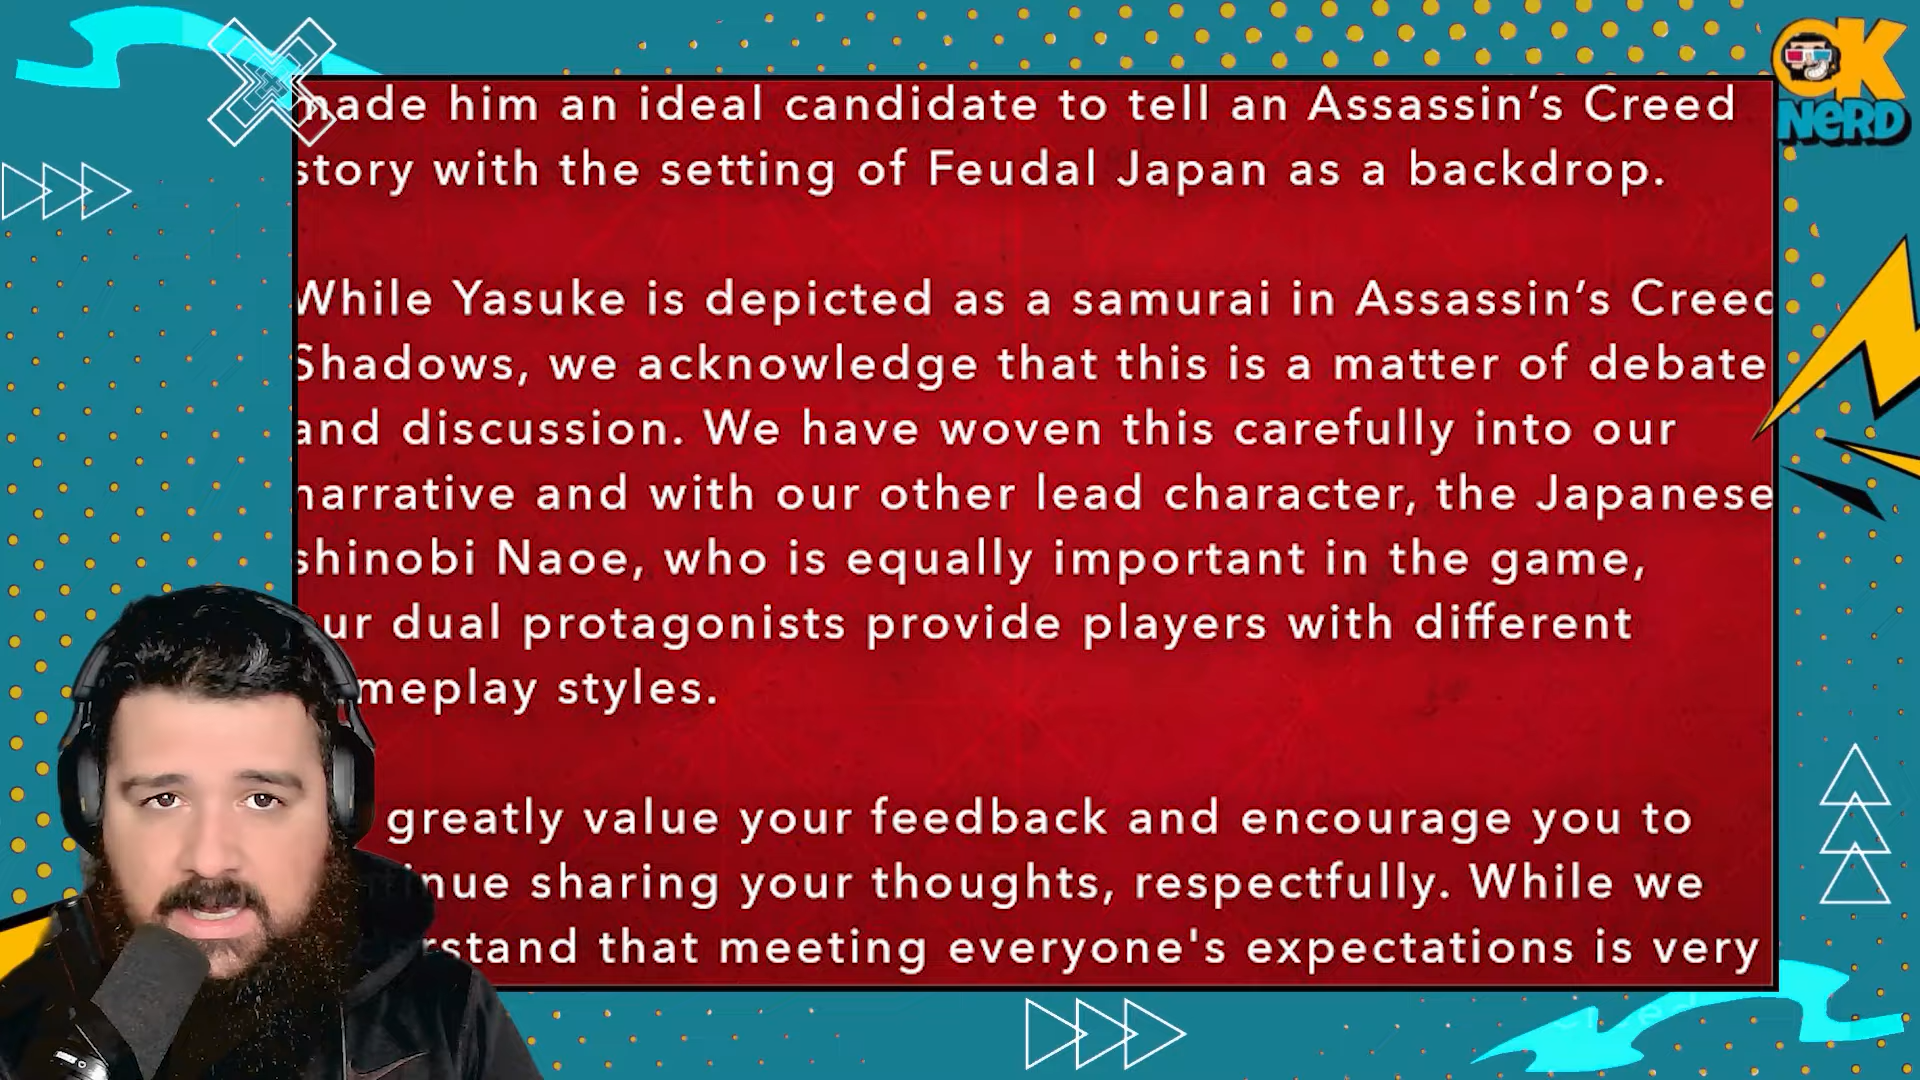 OK
NERD
made him an ideal candidate to tell an Assassin’s Creed
story with the setting of Feudal Japan as a backdrop.
While Yasuke is depicted as a samurai in Assassin’s Creed
Shadows, we acknowledge that this is a matter of debate
and discussion. We have woven this carefully into our
narrative and with our other lead character, the Japanese
shinobi Naoe, who is equally important in the game,
our dual protagonists provide players with different
meplay styles.
greatly value your feedback and encourage you to
tinue sharing your thoughts, respectfully. While we
rstand that meeting everyone's expectations is very